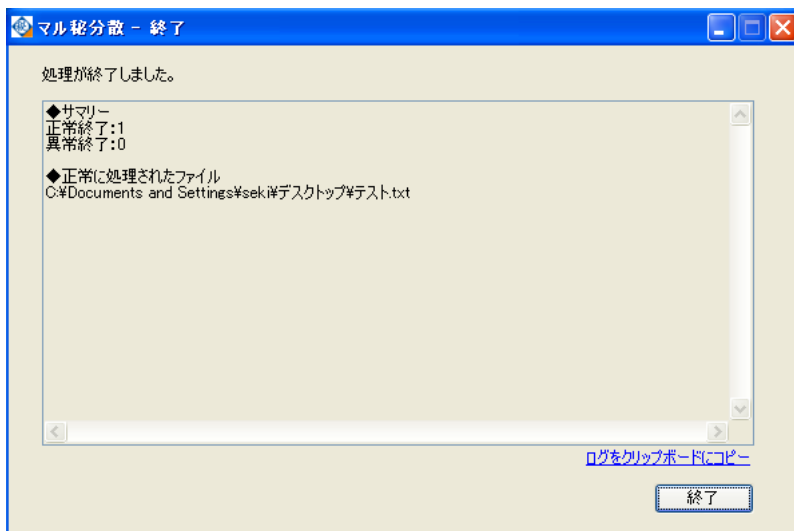 マル秘分散 - 終了
処理が終了しました。
◆サマリー
正常終了:1
異常終了:0
◆正常に処理されたファイル
C:¥Documents and Settings¥seki¥デスクトップ¥テスト.txt
ログをクリップボードにコピー
終了